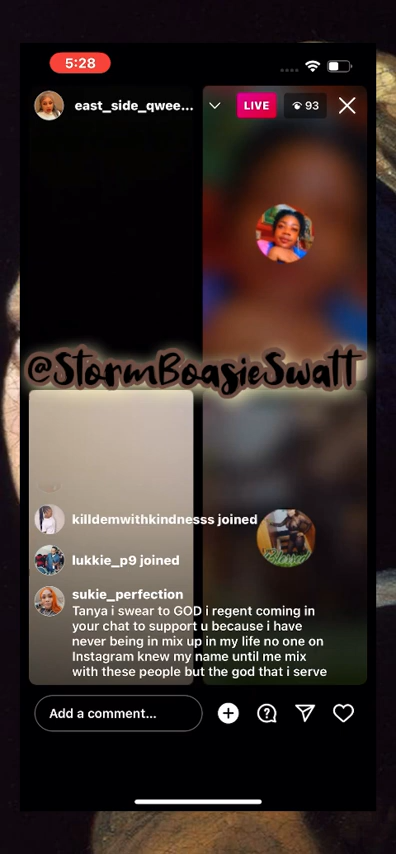 5:28
east_side_qwee...
LIVE
93
@StormBoasieSwatt
killdemwithkindnesss joined
lukkie_p9 joined
sukie_perfection
Tanya i swear to GOD i regent coming in
your chat to support u because i have
never being in mix up in my life no one on
Instagram knew my name until me mix
with these people but the god that i serve
Add a comment...